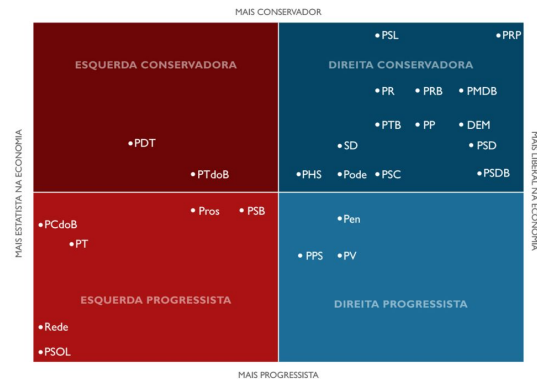 MAIS CONSERVADOR
PSL
PRP
ESQUERDA CONSERVADORA
DIREITA CONSERVADORA
PR
PRB
PMDB
PTB
PP
DEM
PDT
SD
PSD
PTdoB
PHS
Pode
PSC
PSDB
MAIS ESTATISTA NA ECONOMIA
MAIS LIBERAL NA ECONOMIA
Pros
PSB
PCdoB
Pen
PT
PPS
PV
ESQUERDA PROGRESSISTA
DIREITA PROGRESSISTA
Rede
PSOL
MAIS PROGRESSISTA